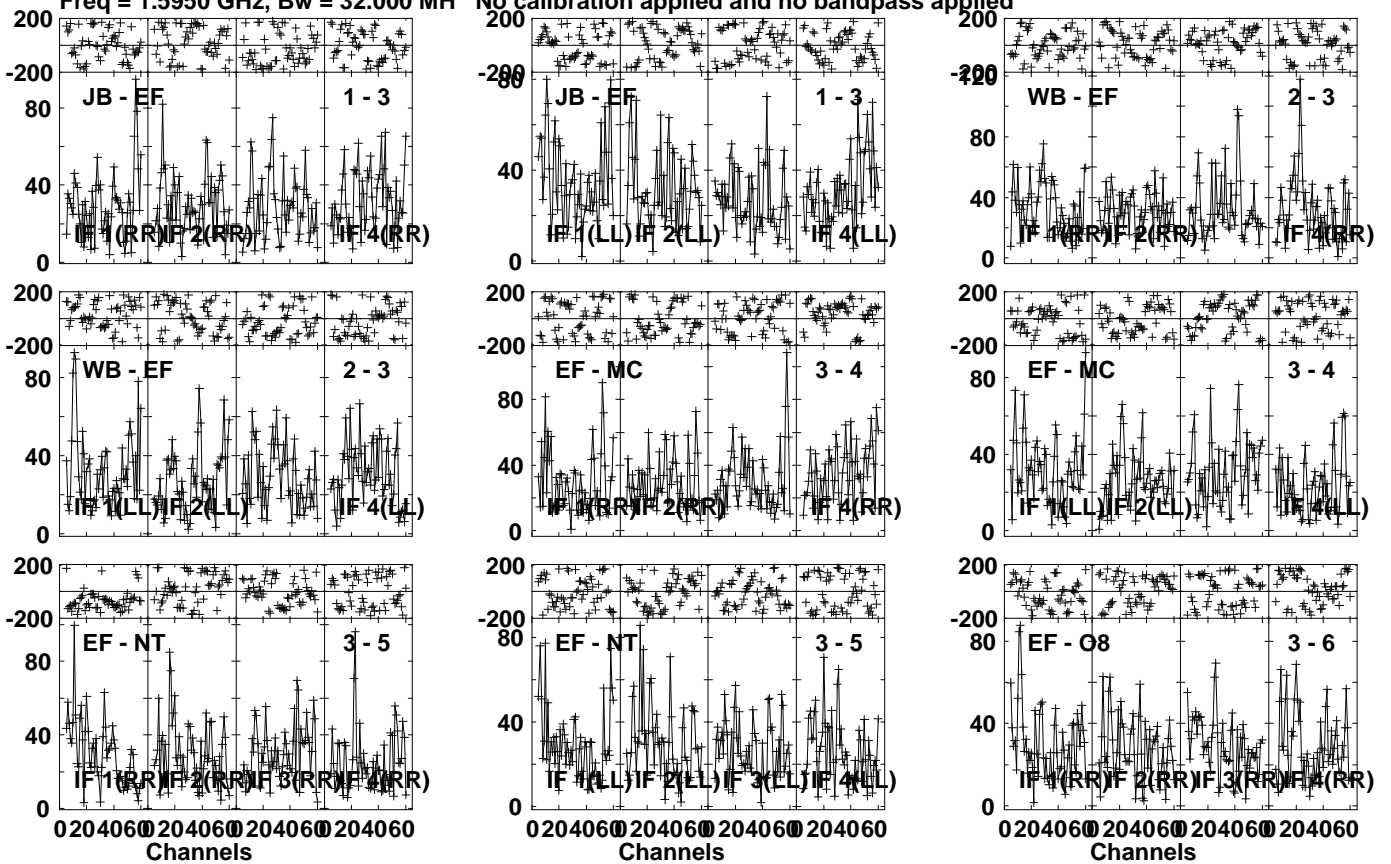 Freq = 1.5950 GHz, Bw = 32.000 MH No calibration applied and no bandpass applied
200 200 200
-200 -200 -200
JB - EF 1 - 3 JB - EF 1 - 3 WB - EF 2 - 3
80 80 120
40 40 80
0 0 40
0
IF 1(RR) IF 2(RR) IF 4(RR) IF 1(LL) IF 2(LL) IF 4(LL) IF 1(RR) IF 2(RR) IF 4(RR)
200 200 200
-200 -200 -200
WB - EF 2 - 3 EF - MC 3 - 4 EF - MC 3 - 4
80 80 80
40 40 40
IF 1(LL) IF 2(LL) IF 4(LL) IF 1(RR) IF 2(RR) IF 4(RR) IF 1(LL) IF 2(LL) IF 4(LL)
0 0 0
200 200 200
-200 -200 -200
EF - NT 3 - 5 EF - NT 3 - 5 EF - O8 3 - 6
80 80 80
40 40 40
IF 1(RR) IF 2(RR) IF 3(RR) IF 4(RR) IF 1(LL) IF 2(LL) IF 3(LL) IF 4(LL) IF 1(RR) IF 2(RR) IF 3(RR) IF 4(RR)
0 0 0
0 20 40 60 0 20 40 60 0 20 40 60 0 20 40 60 0 20 40 60 0 20 40 60 0 20 40 60 0 20 40 60 0 20 40 60 0 20 40 60 0 20 40 60 0 20 40 60
Channels Channels Channels